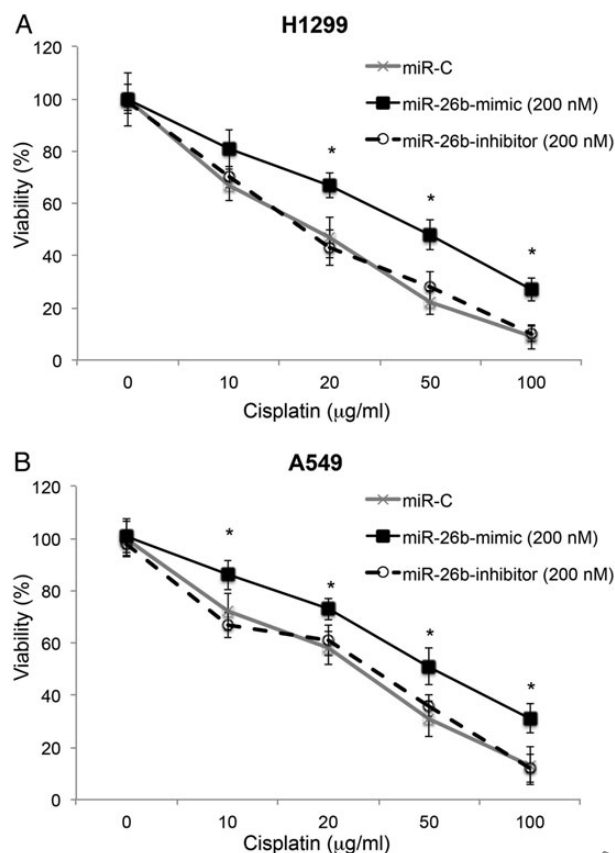 A
H1299
120
100
80
60
40
20
0
Viability (%)
miR-C
miR-26b-mimic (200 nM)
miR-26b-inhibitor (200 nM)
*
*
*
0 10 20 50 100
Cisplatin (μg/ml)
B
A549
120
100
80
60
40
20
0
Viability (%)
miR-C
miR-26b-mimic (200 nM)
miR-26b-inhibitor (200 nM)
*
*
*
*
0 10 20 50 100
Cisplatin (μg/ml)